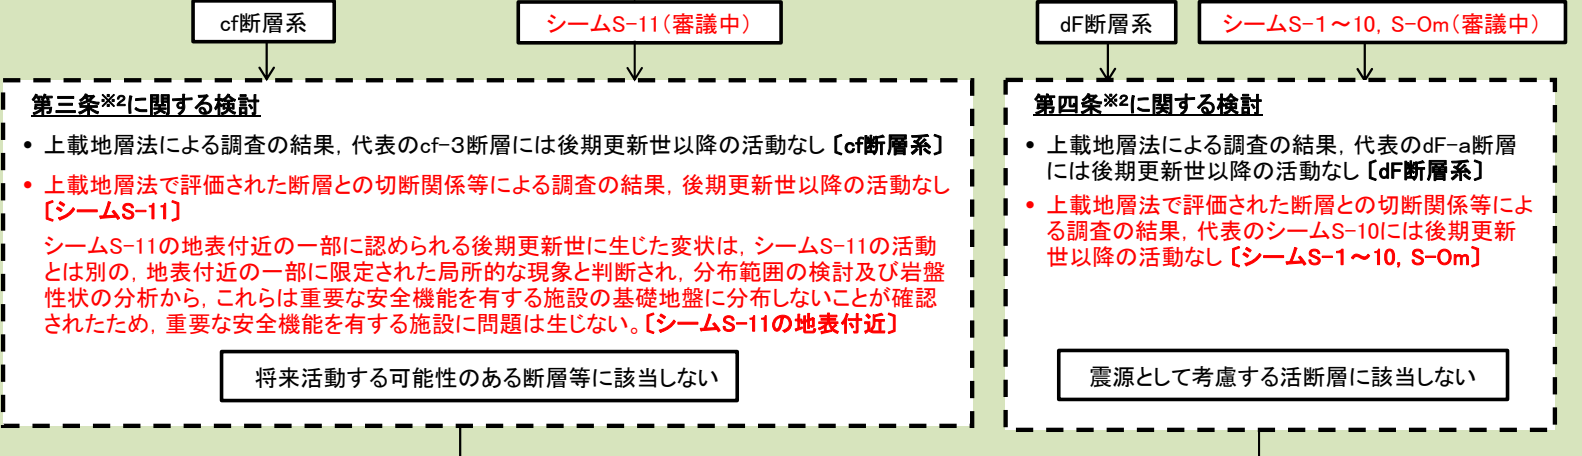 cf断層系
シームS-11(審議中)
dF断層系
シームS-1～10, S-Om(審議中)
第三条※2に関する検討
• 上載地層法による調査の結果, 代表のcf-3断層には後期更新世以降の活動なし〔cf断層系〕
• 上載地層法で評価された断層との切断関係等による調査の結果, 後期更新世以降の活動なし
〔シームS-11〕
シームS-11の地表付近の一部に認められる後期更新世に生じた変状は, シームS-11の活動
とは別の, 地表付近の一部に限定された局所的な現象と判断され, 分布範囲の検討及び岩盤
性状の分析から, これらは重要な安全機能を有する施設の基礎地盤に分布しないことが確認
されたため, 重要な安全機能を有する施設に問題は生じない。〔シームS-11の地表付近〕
将来活動する可能性のある断層等に該当しない
第四条※2に関する検討
• 上載地層法による調査の結果, 代表のdF-a断層
には後期更新世以降の活動なし〔dF断層系〕
• 上載地層法で評価された断層との切断関係等によ
る調査の結果, 代表のシームS-10には後期更新
世以降の活動なし〔シームS-1～10, S-Om〕
震源として考慮する活断層に該当しない